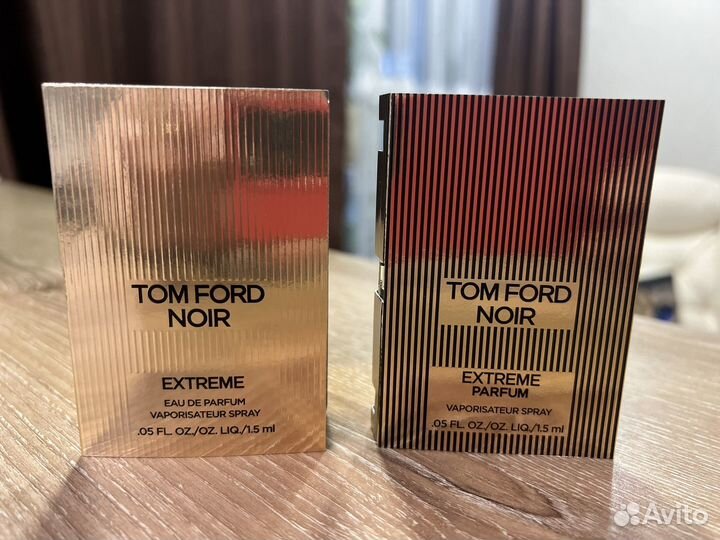 TOM FORD
NOIR
EXTREME
EAU DE PARFUM
VAPORISATEUR SPRAY
.05 FL. OZ./OZ. LIQ./1.5 ml
TOM FORD
NOIR
EXTREME
PARFUM
VAPORISATEUR SPRAY
.05 FL. OZ./OZ. LIQ./1.5 ml
Avito